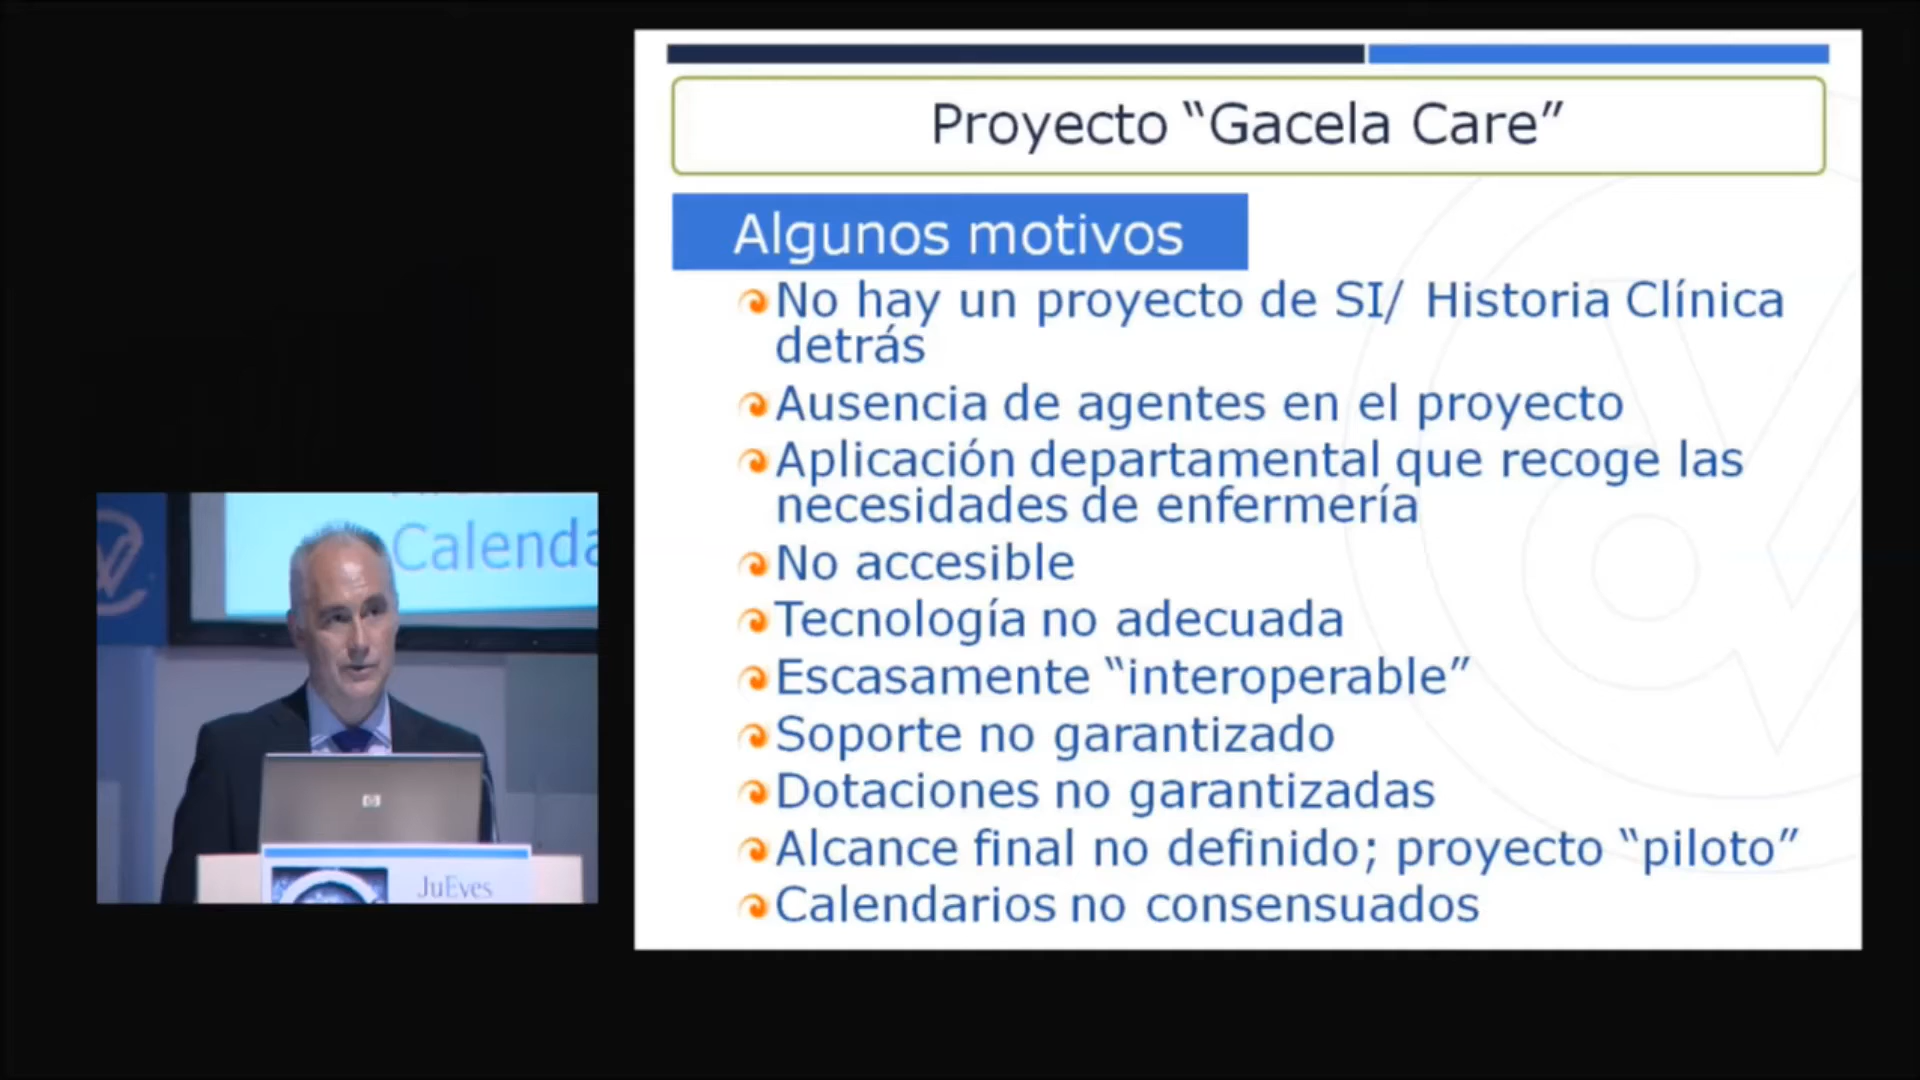 Proyecto “Gacela Care”
Algunos motivos
No hay un proyecto de SI/ Historia Clínica
detrás
Ausencia de agentes en el proyecto
Aplicación departamental que recoge las
necesidades de enfermería
No accesible
Tecnología no adecuada
Escasamente “interoperable”
Soporte no garantizado
Dotaciones no garantizadas
Alcance final no definido; proyecto “piloto”
Calendarios no consensuados
Calenda
hp
JuEves